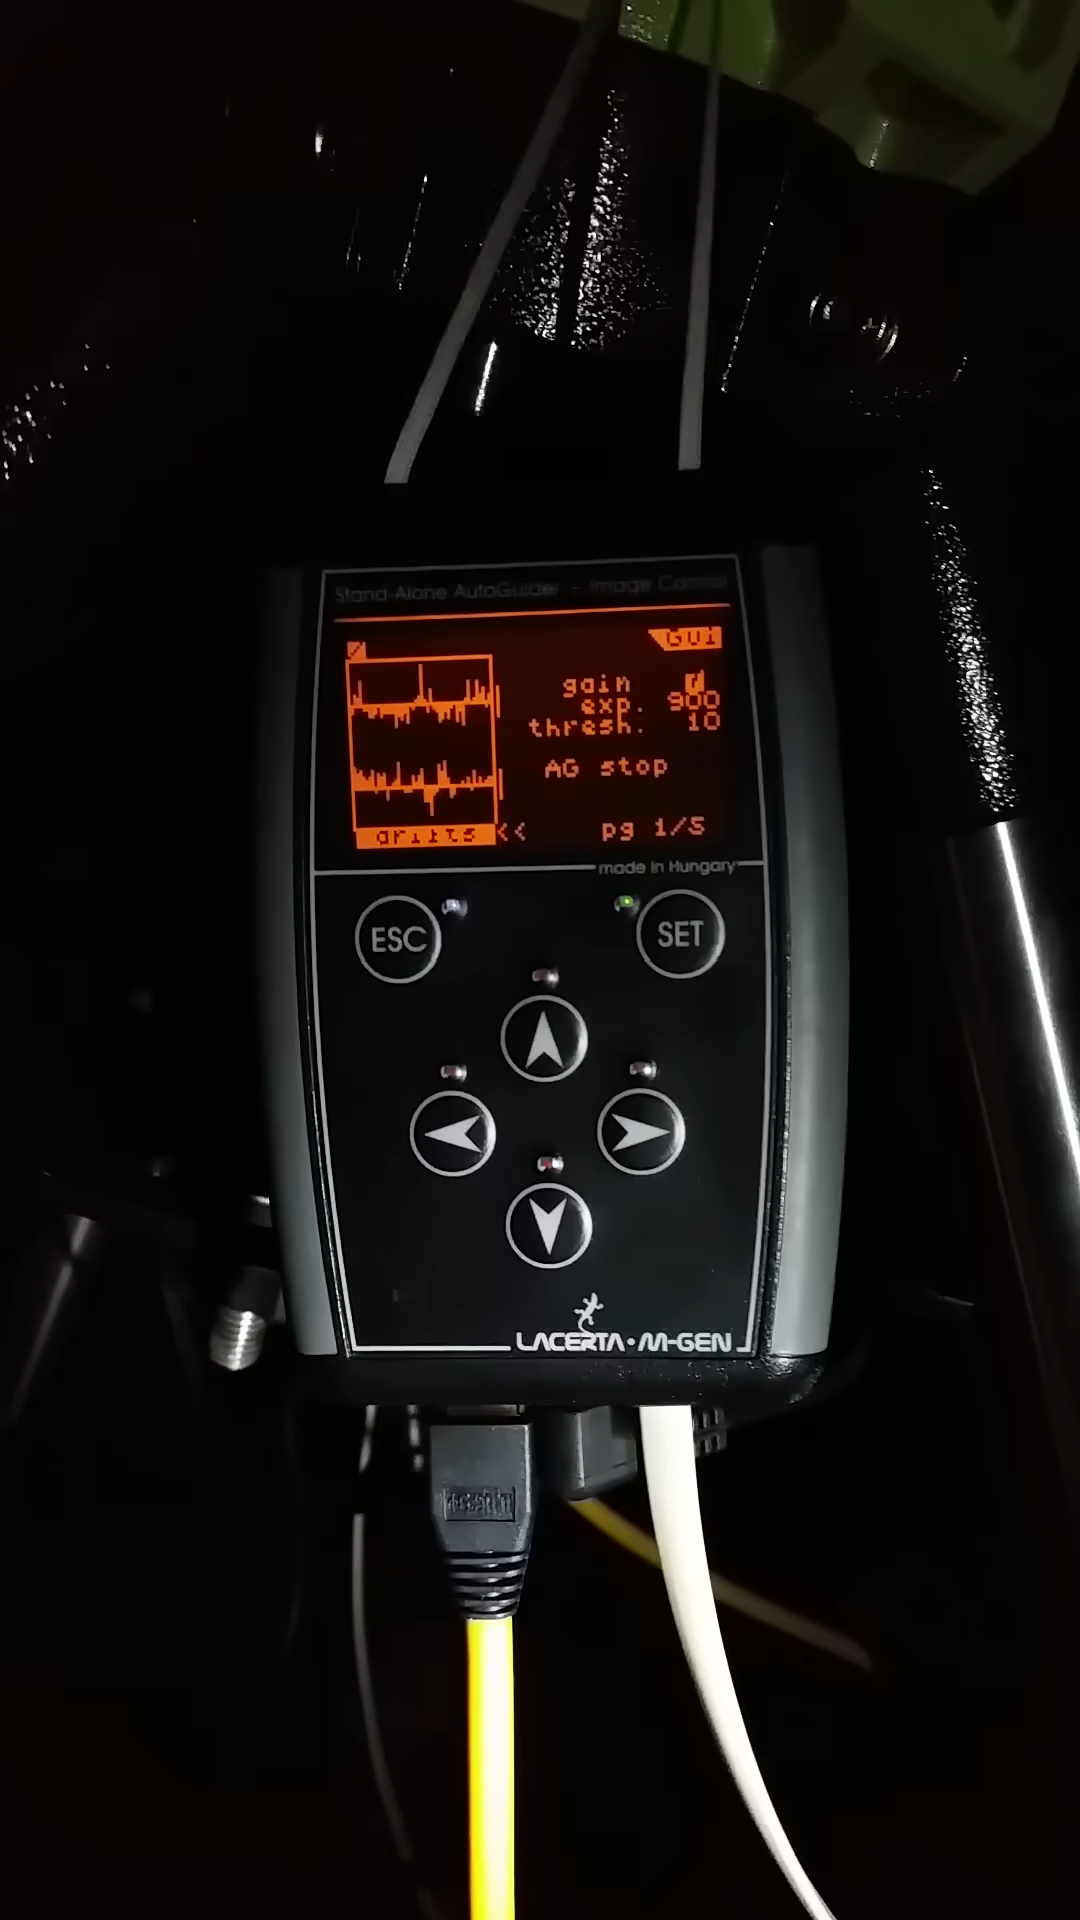 Stand-Alone AutoGuider - Image Control
GUI
gain
exp. 900
thresh. 10
AG stop
drifts << pg 1/5
made in Hungary
ESC
SET
LACERTA • M-GEN